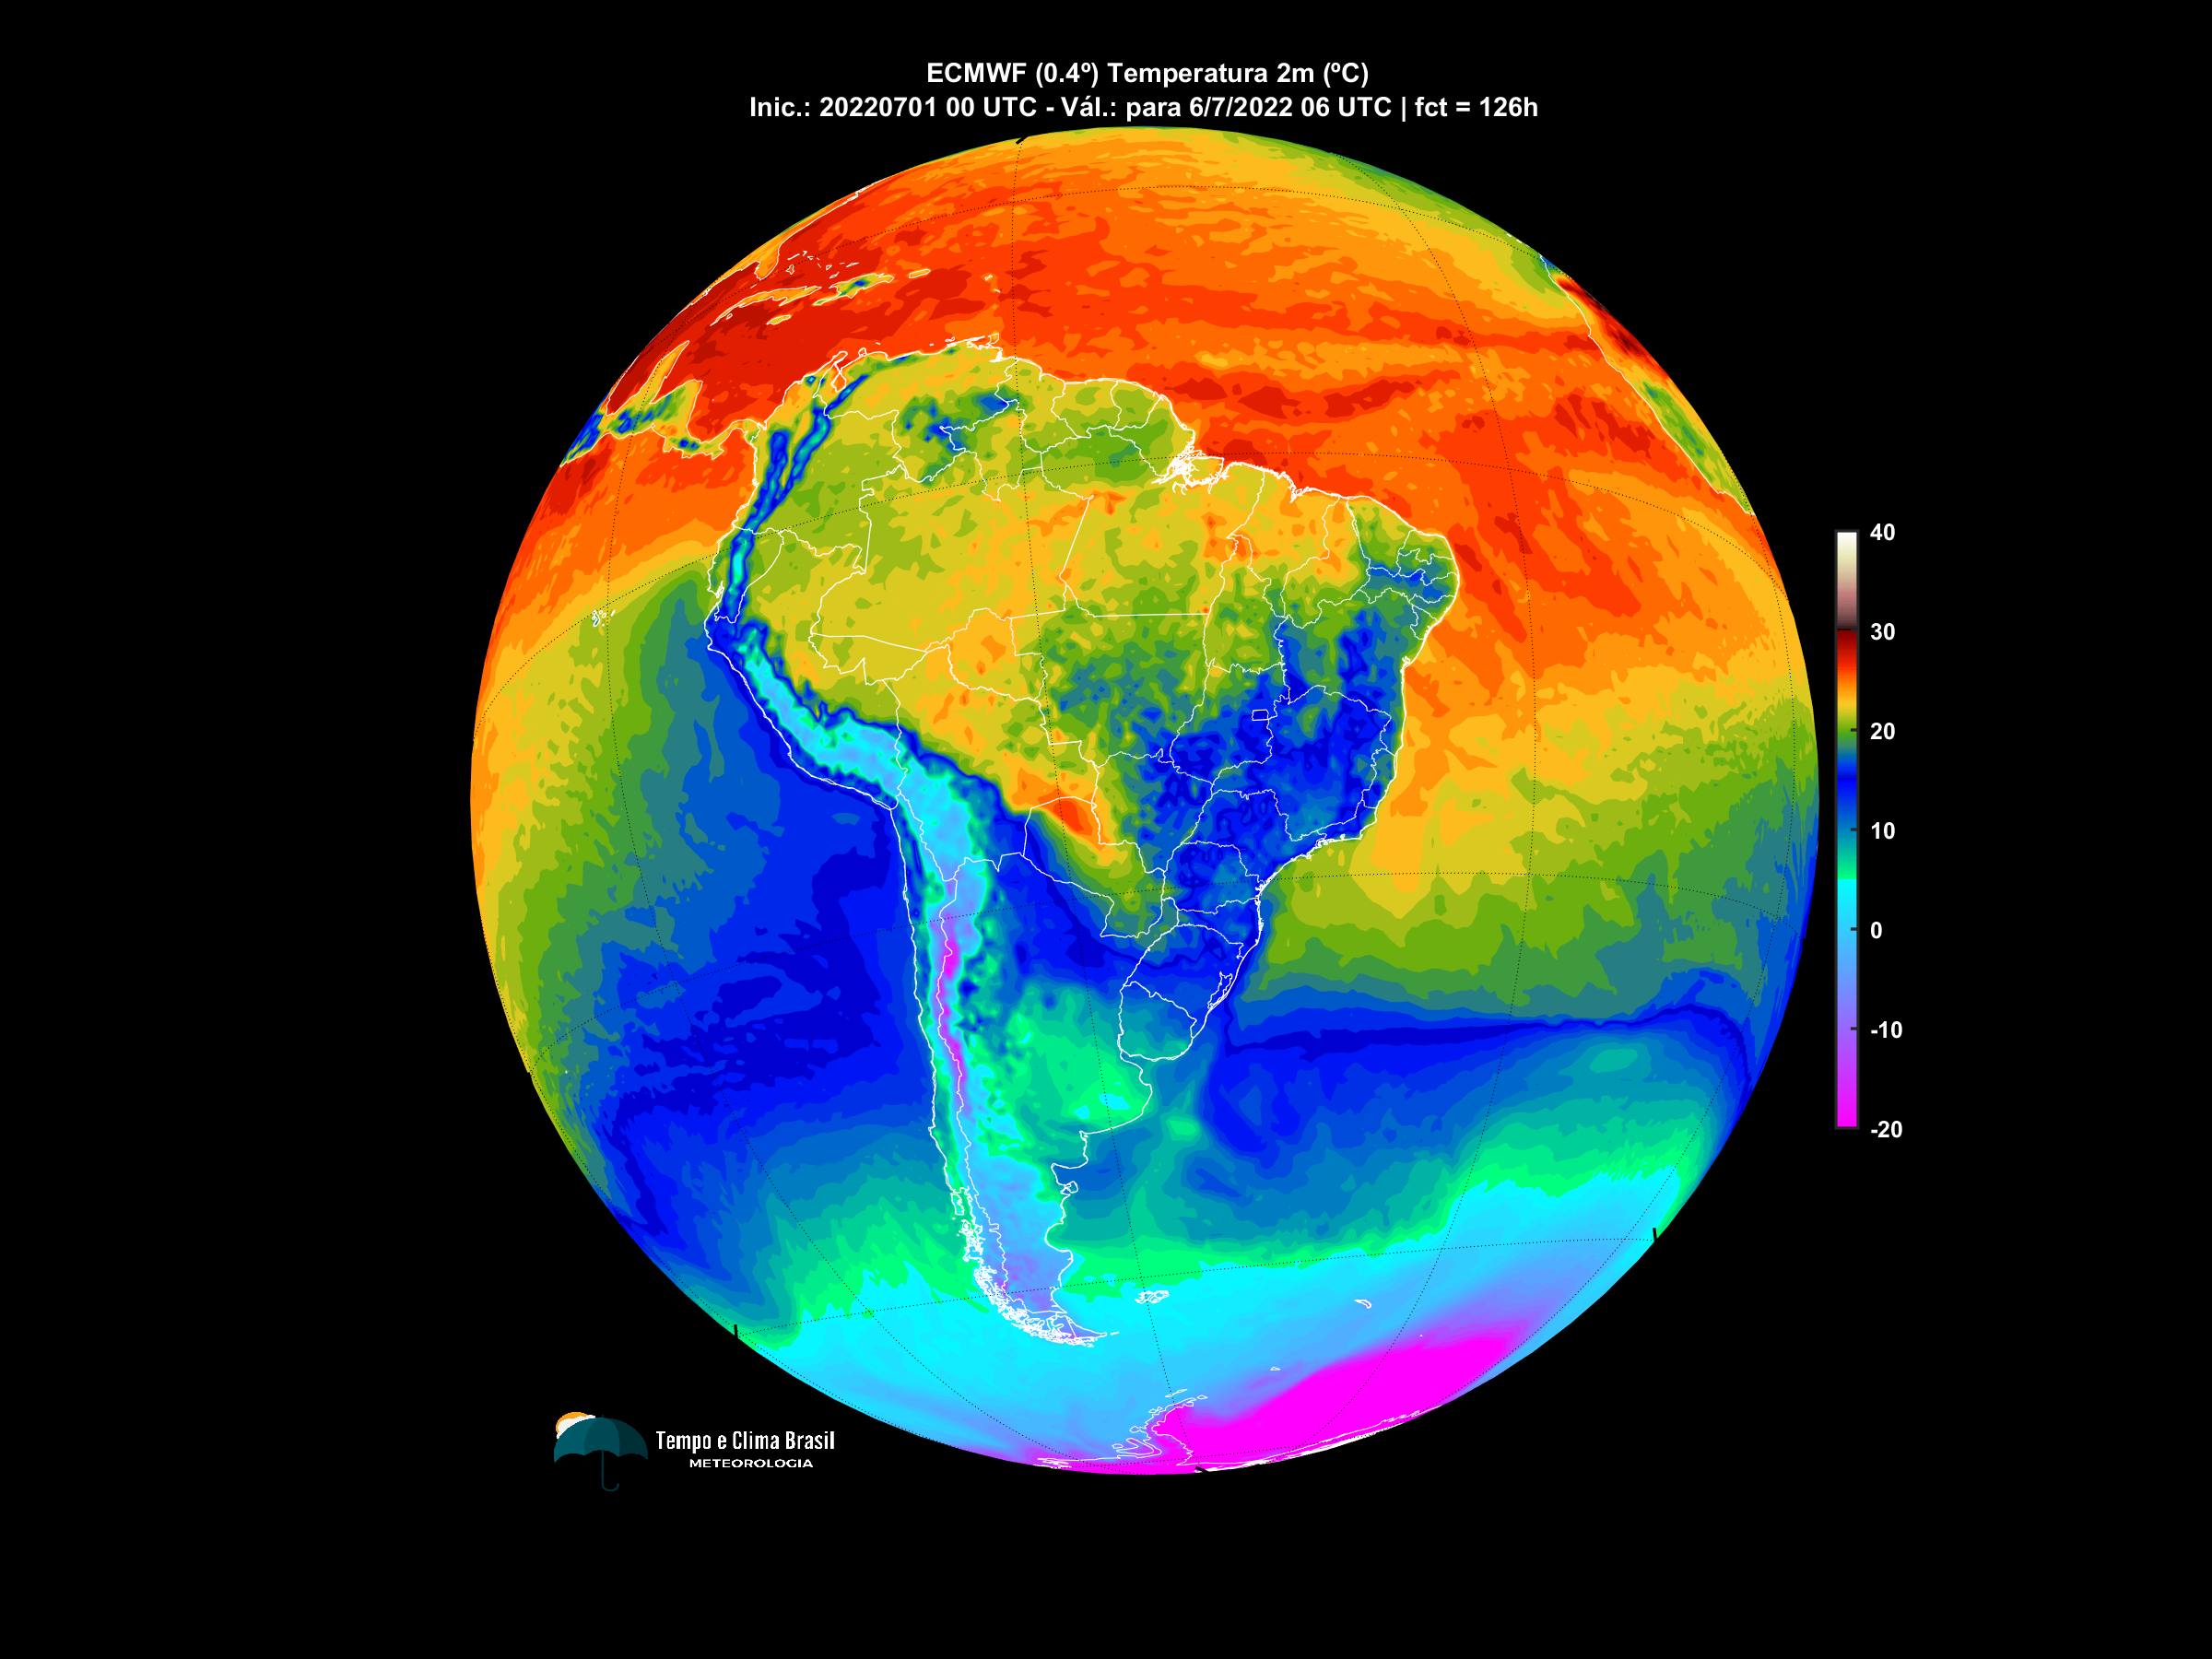 ECMWF (0.4º) Temperatura 2m (ºC)
Inic.: 20220701 00 UTC - Vál.: para 6/7/2022 06 UTC | fct = 126h
40
30
20
10
0
-10
-20
Tempo e Clima Brasil
METEOROLOGIA